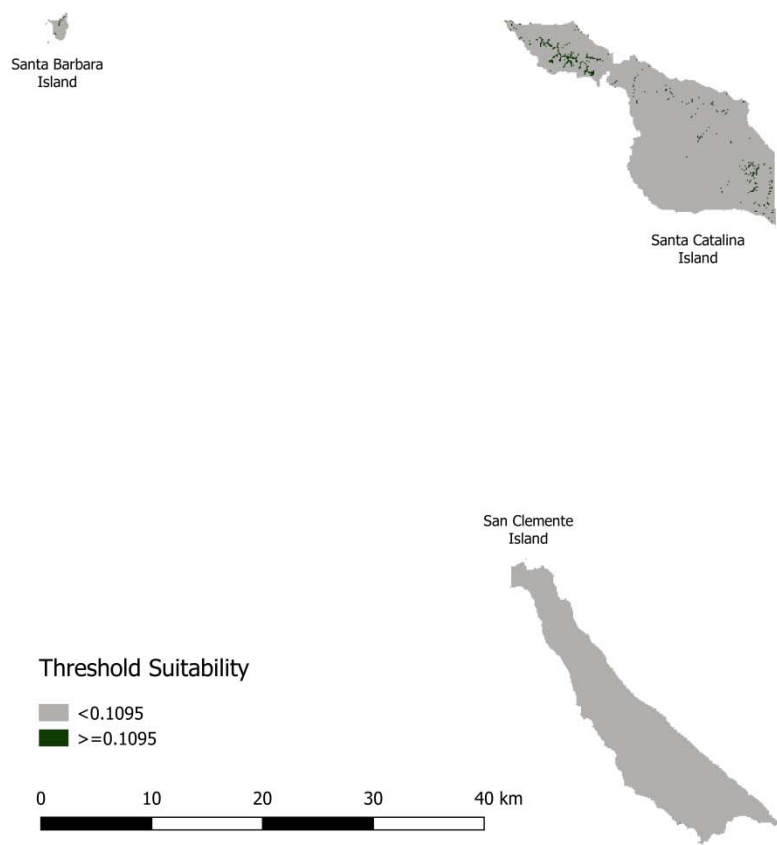 Santa Barbara
Island
Santa Catalina
Island
San Clemente
Island
Threshold Suitability
<0.1095
>=0.1095
0 10 20 30 40 km